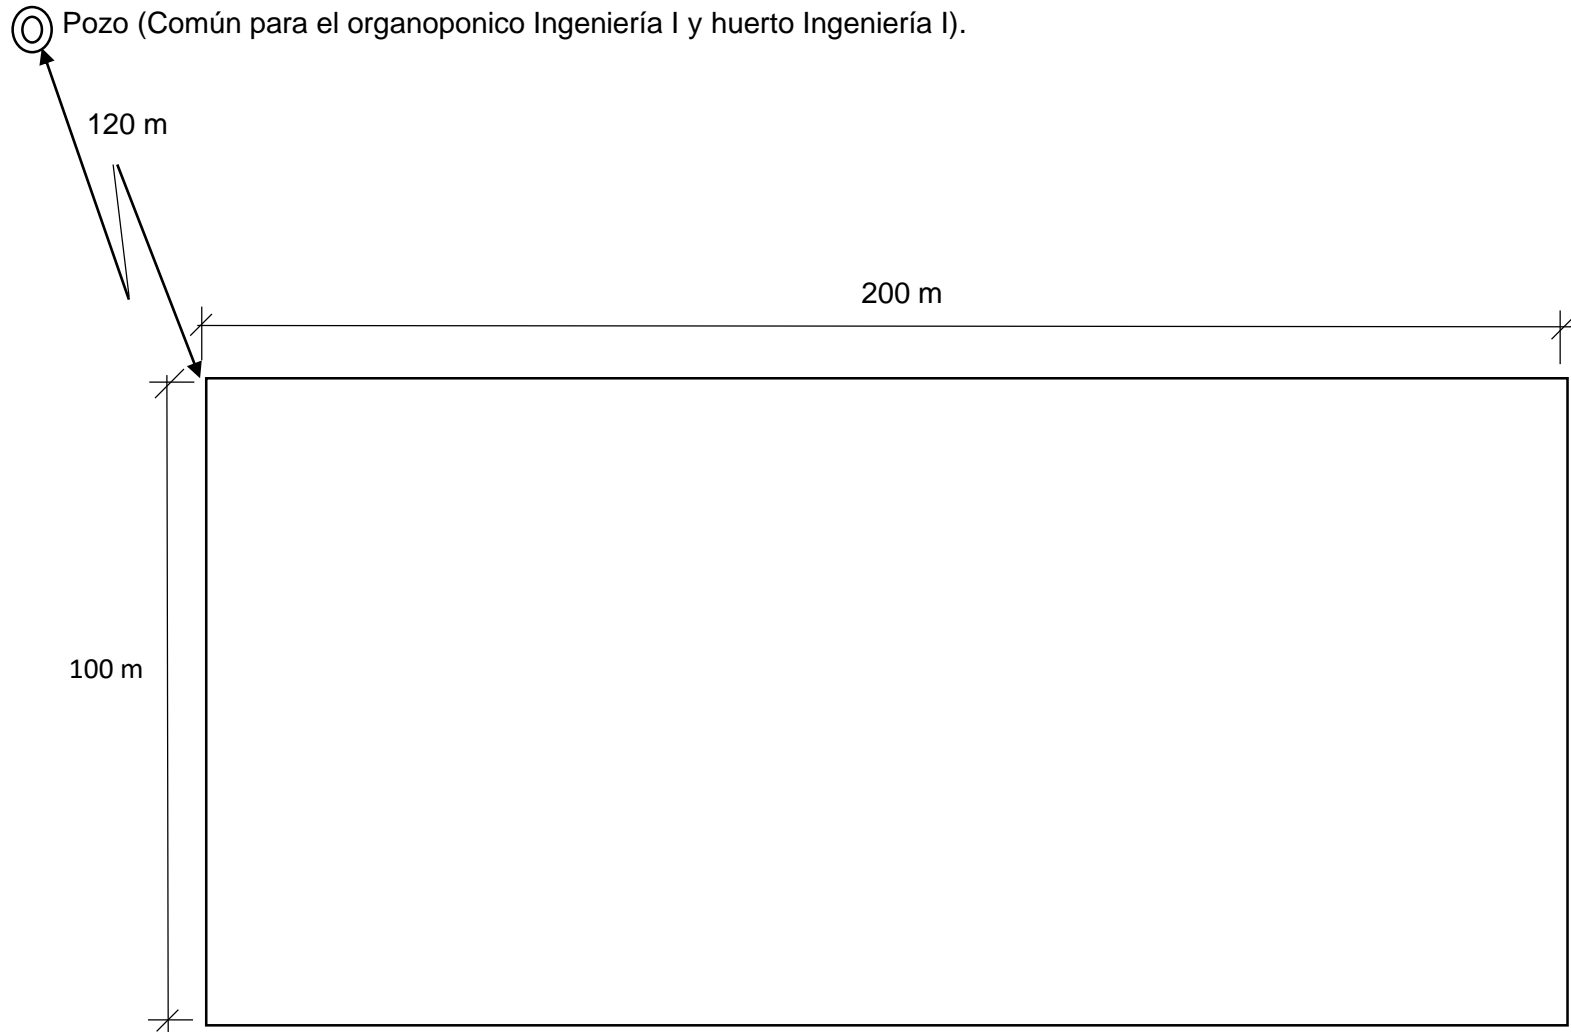 Pozo (Común para el organoponico Ingeniería I y huerto Ingeniería I).
120 m
200 m
100 m